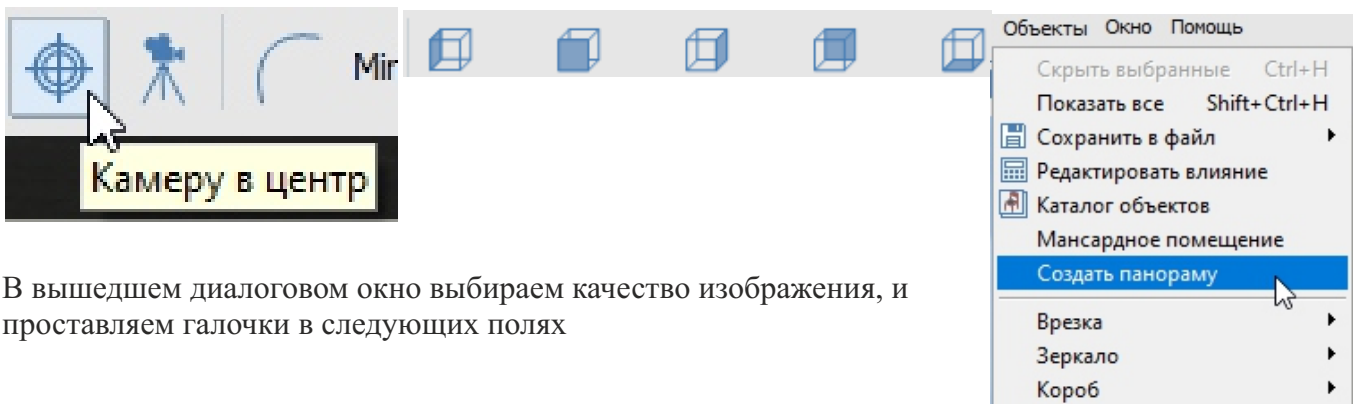 Mir
Камеру в центр
Объекты Окно Помощь
Скрыть выбранные Ctrl+H
Показать все Shift+Ctrl+H
Сохранить в файл
Редактировать влияние
Каталог объектов
Мансардное помещение
Создать панораму
Врезка
Зеркало
Короб
В вышедшем диалоговом окно выбираем качество изображения, и
проставляем галочки в следующих полях